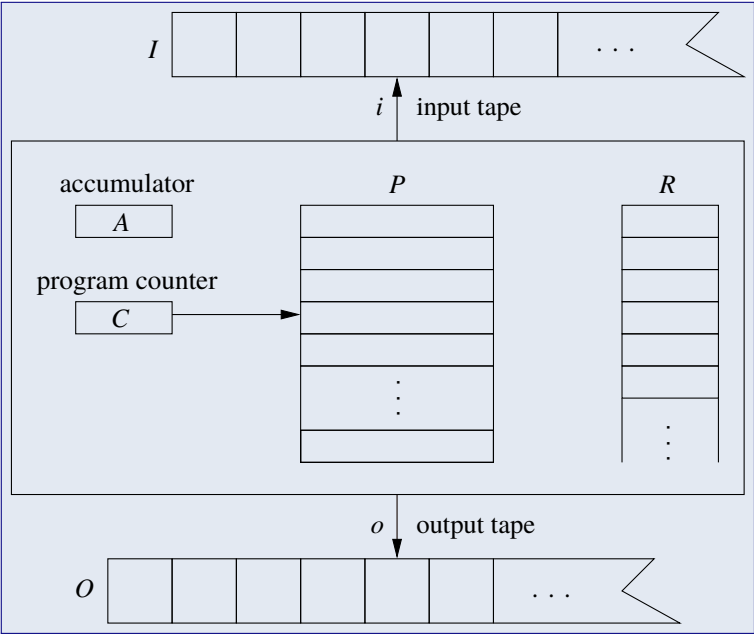 I
. . .
i input tape
accumulator
P
R
A
program counter
C
o output tape
O
. . .